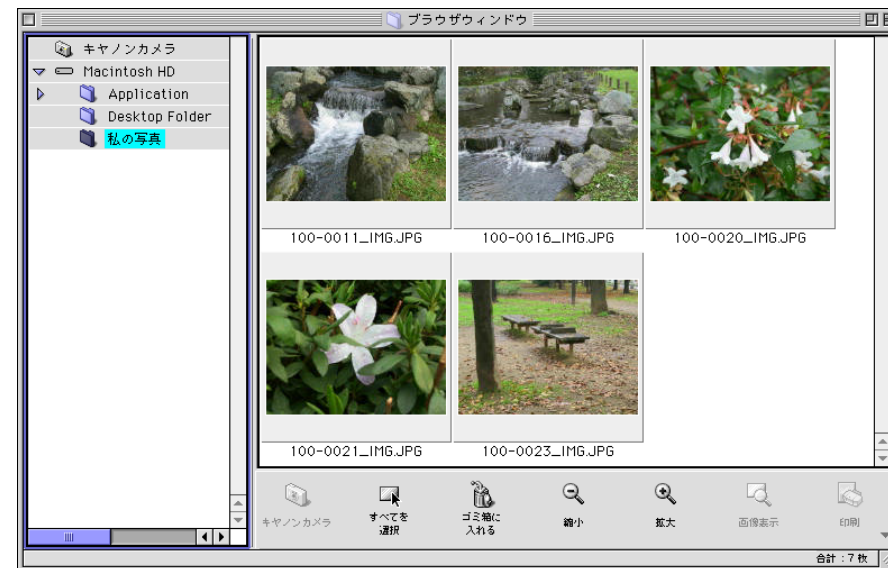 ブラウザウィンドウ
キヤノンカメラ
Macintosh HD
Application
Desktop Folder
私の写真
100-0011_IMG.JPG
100-0016_IMG.JPG
100-0020_IMG.JPG
100-0021_IMG.JPG
100-0023_IMG.JPG
キヤノンカメラ
すべてを
選択
ゴミ箱に
入れる
縮小
拡大
画像表示
印刷
合計：7 枚